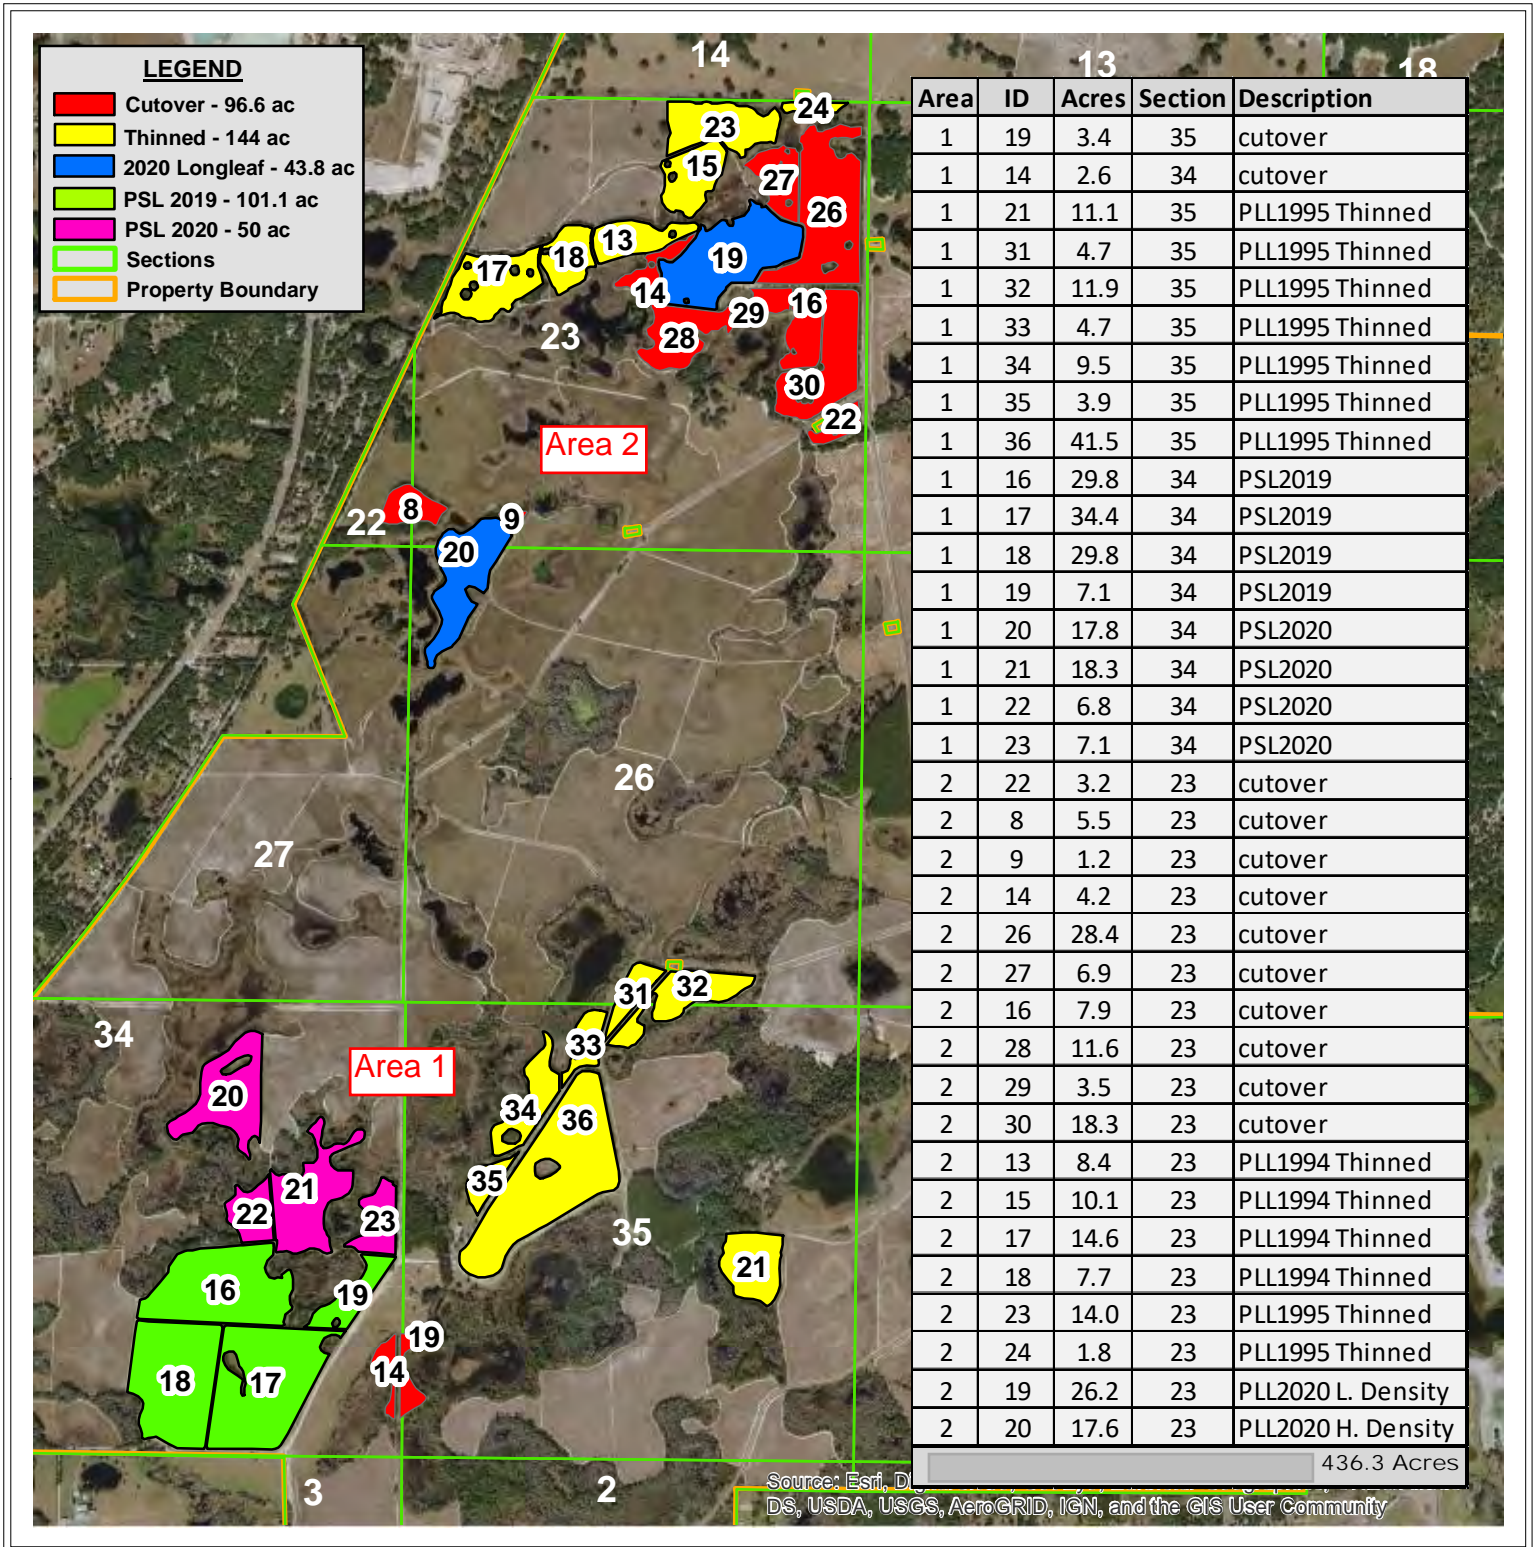 LEGEND
Cutover - 96.6 ac
Thinned - 144 ac
2020 Longleaf - 43.8 ac
PSL 2019 - 101.1 ac
PSL 2020 - 50 ac
Sections
Property Boundary
14
13
18
24
23
15
27
26
13
18
17
19
14
16
29
28
23
30
22
Area 2
8
22
9
20
26
27
31
32
34
33
Area 1
20
34
36
35
21
22
23
35
21
16
19
19
14
18
17
3
2
Area ID Acres Section Description
1 19 3.4 35 cutover
1 14 2.6 34 cutover
1 21 11.1 35 PLL1995 Thinned
1 31 4.7 35 PLL1995 Thinned
1 32 11.9 35 PLL1995 Thinned
1 33 4.7 35 PLL1995 Thinned
1 34 9.5 35 PLL1995 Thinned
1 35 3.9 35 PLL1995 Thinned
1 36 41.5 35 PLL1995 Thinned
1 16 29.8 34 PSL2019
1 17 34.4 34 PSL2019
1 18 29.8 34 PSL2019
1 19 7.1 34 PSL2019
1 20 17.8 34 PSL2020
1 21 18.3 34 PSL2020
1 22 6.8 34 PSL2020
1 23 7.1 34 PSL2020
2 22 3.2 23 cutover
2 8 5.5 23 cutover
2 9 1.2 23 cutover
2 14 4.2 23 cutover
2 26 28.4 23 cutover
2 27 6.9 23 cutover
2 16 7.9 23 cutover
2 28 11.6 23 cutover
2 29 3.5 23 cutover
2 30 18.3 23 cutover
2 13 8.4 23 PLL1994 Thinned
2 15 10.1 23 PLL1994 Thinned
2 17 14.6 23 PLL1994 Thinned
2 18 7.7 23 PLL1994 Thinned
2 23 14.0 23 PLL1995 Thinned
2 24 1.8 23 PLL1995 Thinned
2 19 26.2 23 PLL2020 L. Density
2 20 17.6 23 PLL2020 H. Density
436.3 Acres
Source: Esri,
DS, USDA, USGS, AeroGRID, IGN, and the GIS User Community